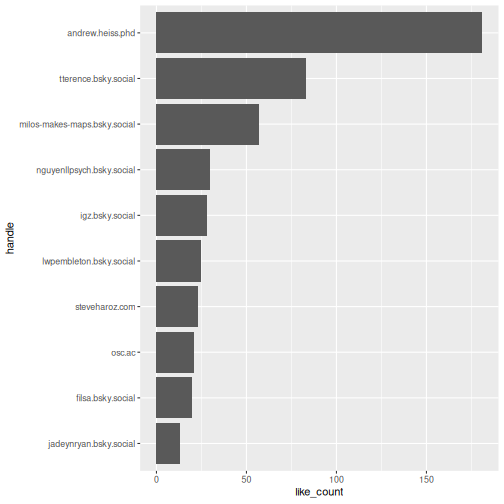 andrew.heiss.phd
tterence.bsky.social
milos-makes-maps.bsky.social
nguyenllpsych.bsky.social
igz.bsky.social
lwpembleton.bsky.social
steveharoz.com
osc.ac
filsa.bsky.social
jadeynryan.bsky.social
handle
0 50 100 150
like_count